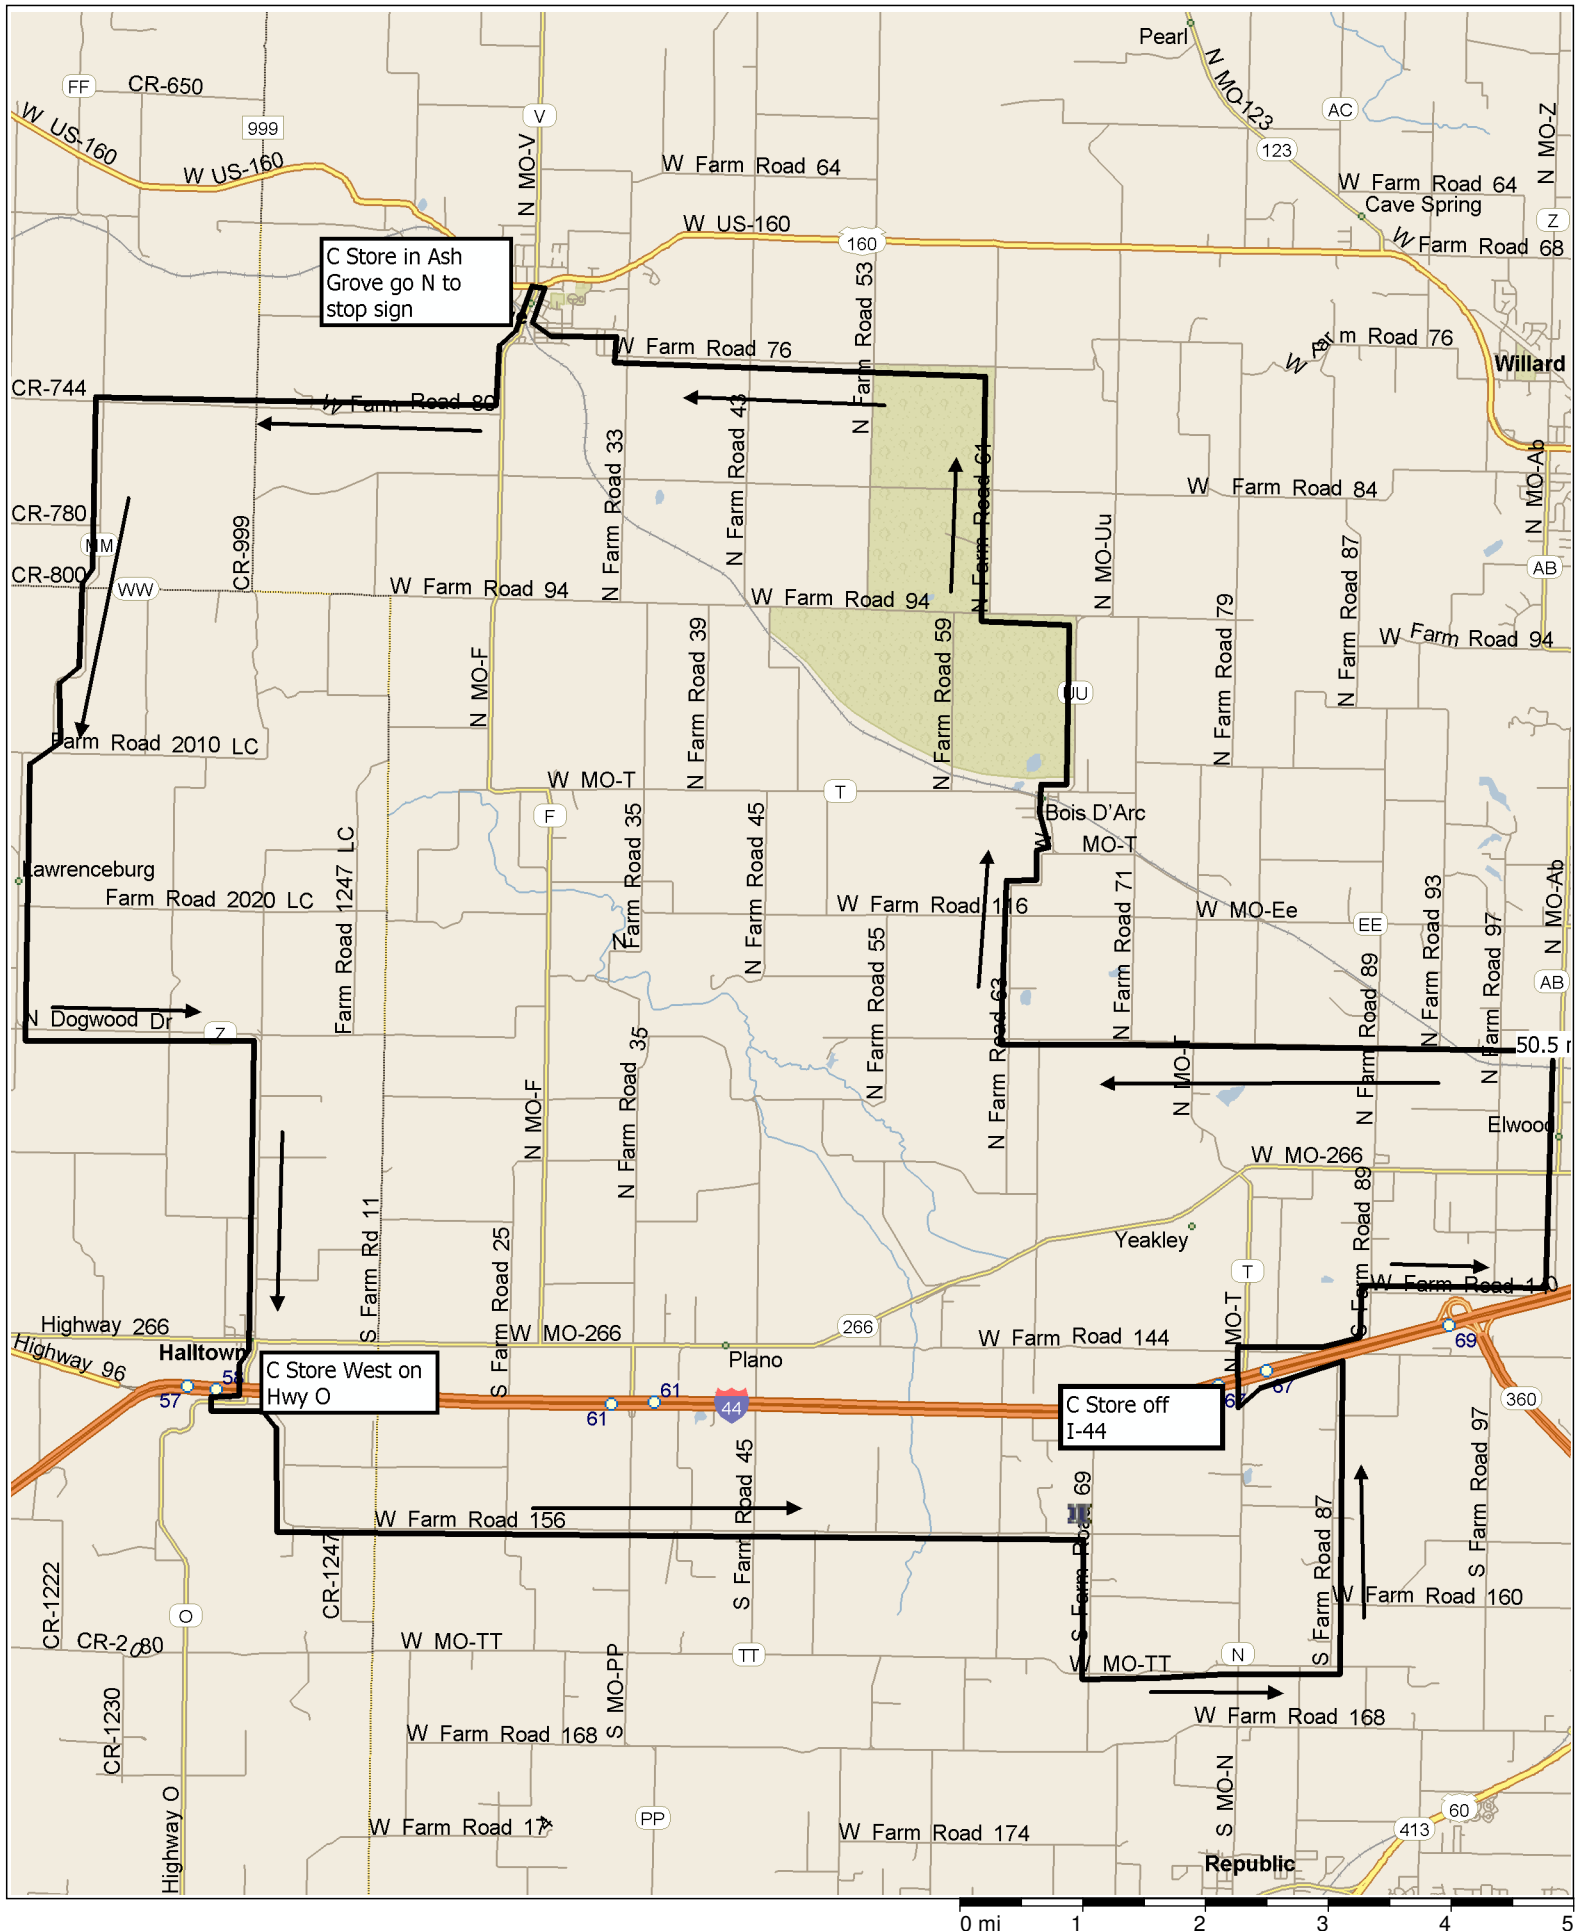 Pearl
N MO-123
FF
CR-650
AC
W US-160
999
V
N MO-V
123
N MO-Z
W US-160
W Farm Road 64
W Farm Road 64
Cave Spring
Z
W US-160
160
W Farm Road 68
C Store in Ash
Grove go N to
stop sign
N Farm Road 53
W Farm Road 76
W Farm Road 76
Willard
CR-744
W Farm Road 80
N Farm Road 33
N Farm Road 43
N Farm Road 61
N MO-Ab
W Farm Road 84
CR-780
MM
CR-999
N MO-Uu
N Farm Road 87
AB
CR-800
WW
W Farm Road 94
W Farm Road 94
N Farm Road 79
W Farm Road 94
N MO-F
N Farm Road 39
N Farm Road 59
UU
Farm Road 2010 LC
W MO-T
T
F
Bois D'Arc
W MO-T
Lawrenceburg
Farm Road 1247 LC
N Farm Road 35
N Farm Road 45
Farm Road 2020 LC
W Farm Road 116
N Farm Road 71
W MO-Ee
EE
N Farm Road 93
N Farm Road 97
N MO-Ab
N Farm Road 55
N Farm Road 63
N Farm Road 89
AB
N Dogwood Dr
Z
50.5
N MO-F
N Farm Road 35
N MO-T
Elwood
W MO-266
Yeakley
S Farm Rd 11
S Farm Road 25
S Farm Road 89
T
W Farm Road 140
Highway 266
W MO-266
266
W Farm Road 144
N MO-T
69
Highway 96
Halltown
Plano
C Store West on
Hwy O
57
58
61
61
44
C Store off
I-44
67
67
360
S Farm Road 45
S Farm Road 69
S Farm Road 87
S Farm Road 97
W Farm Road 156
CR-1222
CR-1247
W Farm Road 160
O
CR-2080
W MO-TT
TT
W MO-TT
N
CR-1230
S MO-PP
W Farm Road 168
W Farm Road 168
Highway O
S MO-N
PP
W Farm Road 174
W Farm Road 174
60
413
Republic
0 mi 1 2 3 4 5